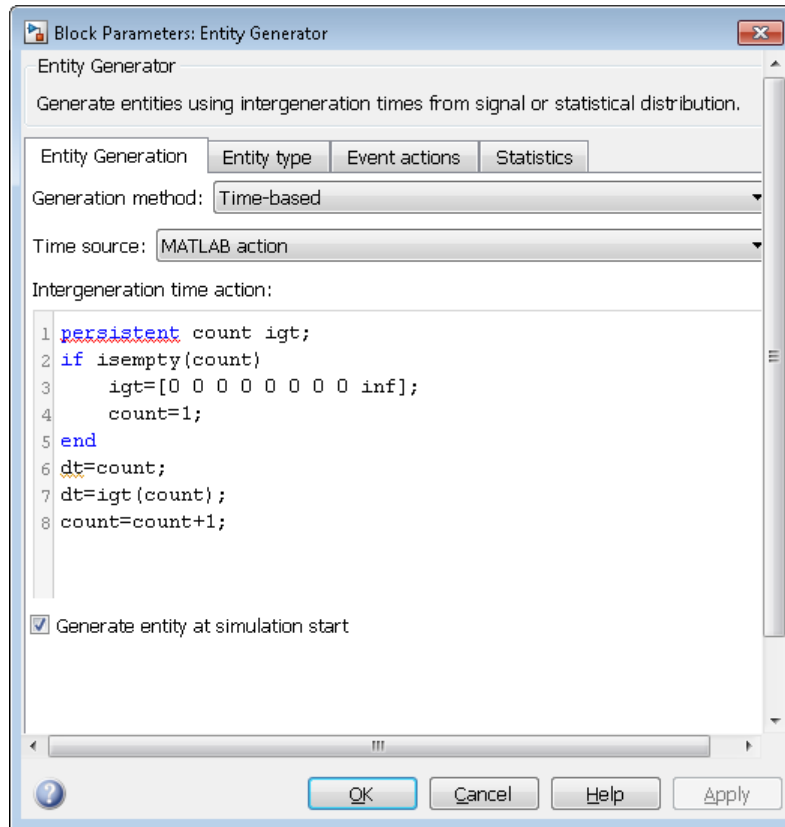 Block Parameters: Entity Generator
Entity Generator
Generate entities using intergeneration times from signal or statistical distribution.
Entity Generation Entity type Event actions Statistics
Generation method: Time-based
Time source: MATLAB action
Intergeneration time action:
1 persistent count igt;
2 if isempty(count)
3 igt=[0 0 0 0 0 0 0 0 inf];
4 count=1;
5 end
6 dt=count;
7 dt=igt(count);
8 count=count+1;
Generate entity at simulation start
? OK Cancel Help Apply